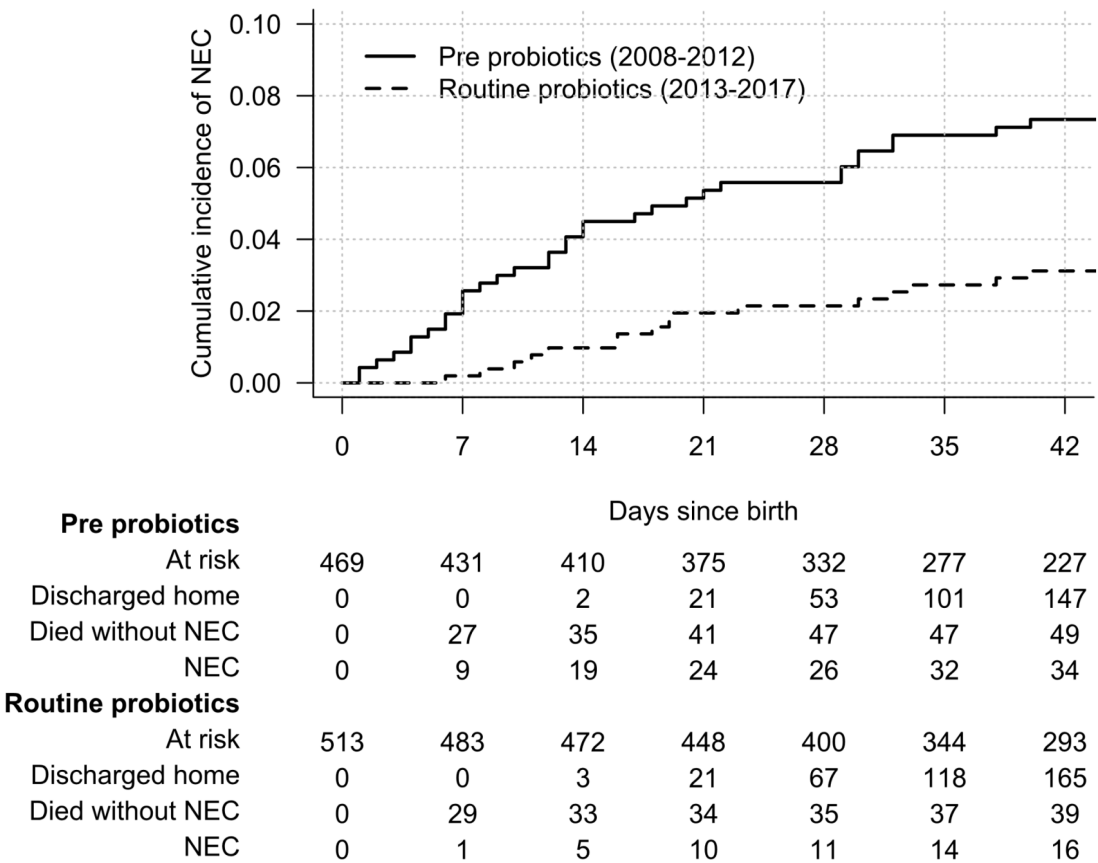 Cumulative incidence of NEC
0.10
0.08
0.06
0.04
0.02
0.00
Pre probiotics (2008-2012)
Routine probiotics (2013-2017)
0 7 14 21 28 35 42
Days since birth
Pre probiotics
At risk 469 431 410 375 332 277 227
Discharged home 0 0 2 21 53 101 147
Died without NEC 0 27 35 41 47 47 49
NEC 0 9 19 24 26 32 34
Routine probiotics
At risk 513 483 472 448 400 344 293
Discharged home 0 0 3 21 67 118 165
Died without NEC 0 29 33 34 35 37 39
NEC 0 1 5 10 11 14 16